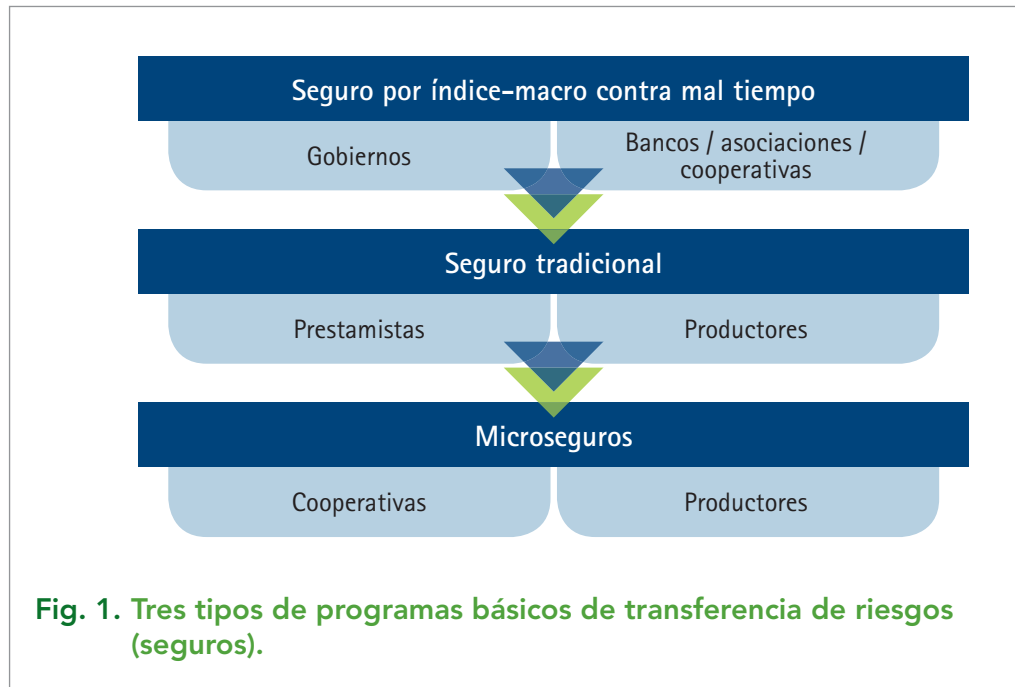 Seguro por índice-macro contra mal tiempo
Gobiernos
Bancos / asociaciones /
cooperativas
Seguro tradicional
Prestamistas
Productores
Microseguros
Cooperativas
Productores
Fig. 1. Tres tipos de programas básicos de transferencia de riesgos
(seguros).